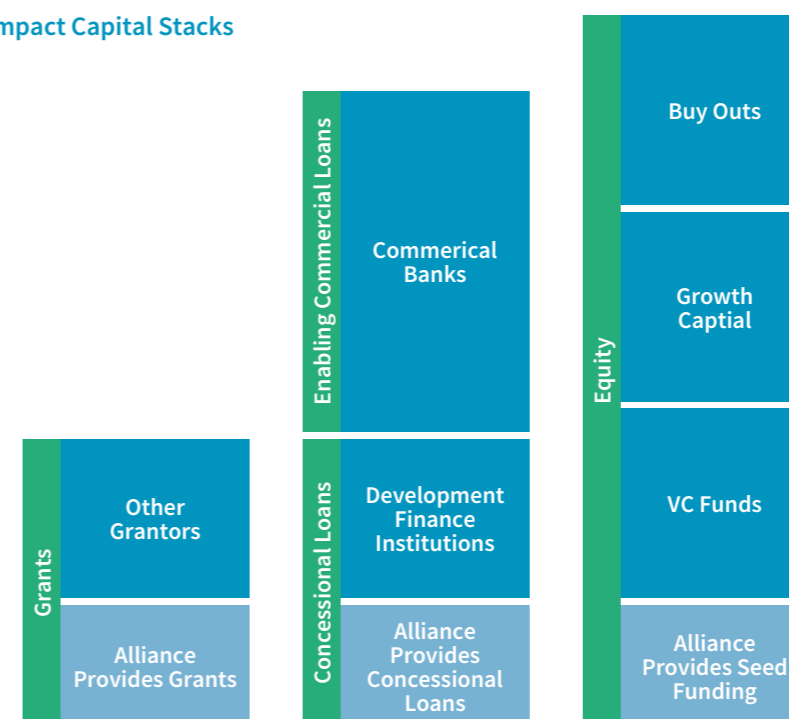 mpact Capital Stacks
Grants
Other
Grantors
Alliance
Provides Grants
Enabling Commercial Loans
Commerical
Banks
Concessional Loans
Development
Finance
Institutions
Alliance
Provides
Concessional
Loans
Equity
Buy Outs
Growth
Captial
VC Funds
Alliance
Provides Seed
Funding